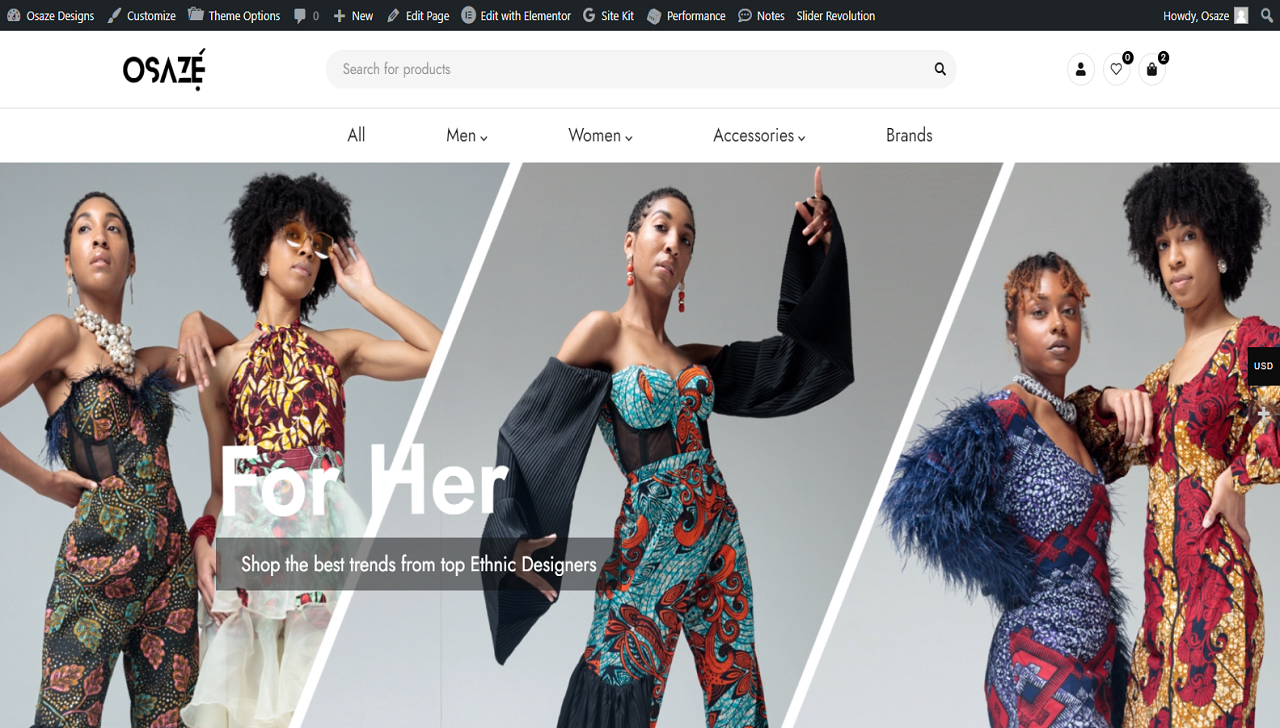 Osaze Designs Customize Theme Options 0 New Edit Page Edit with Elementor Site Kit Performance Notes Slider Revolution Howdy, Osaze
OSAZẸ́
Search for products
0
2
All Men Women Accessories Brands
USD
For Her
Shop the best trends from top Ethnic Designers